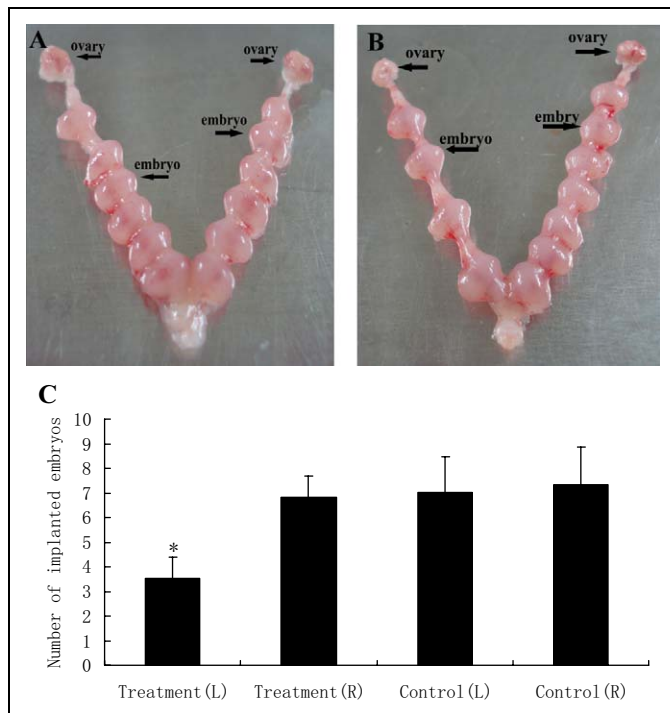 A
ovary
ovary
embryo
embryo
B
ovary
ovary
embry
embryo
C
Number of implanted embryos
10
9
8
7
6
5
4
3
2
1
0
*
Treatment(L)
Treatment(R)
Control(L)
Control(R)